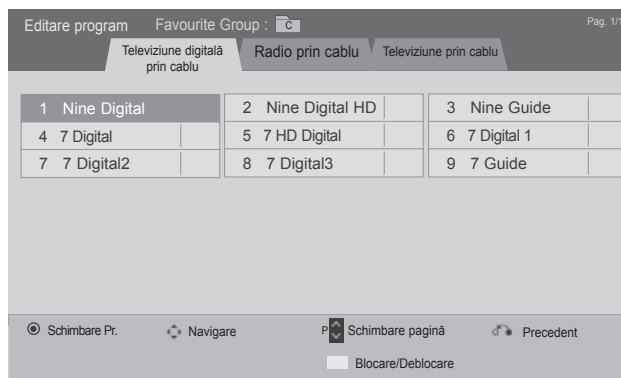 Editare program Favourite Group : C Pag. 1/1
Televiziune digitală
prin cablu
Radio prin cablu
Televiziune prin cablu
1 Nine Digital 2 Nine Digital HD 3 Nine Guide
4 7 Digital 5 7 HD Digital 6 7 Digital 1
7 7 Digital2 8 7 Digital3 9 7 Guide
Schimbare Pr. Navigare P Schimbare pagină Precedent
Blocare/Deblocare